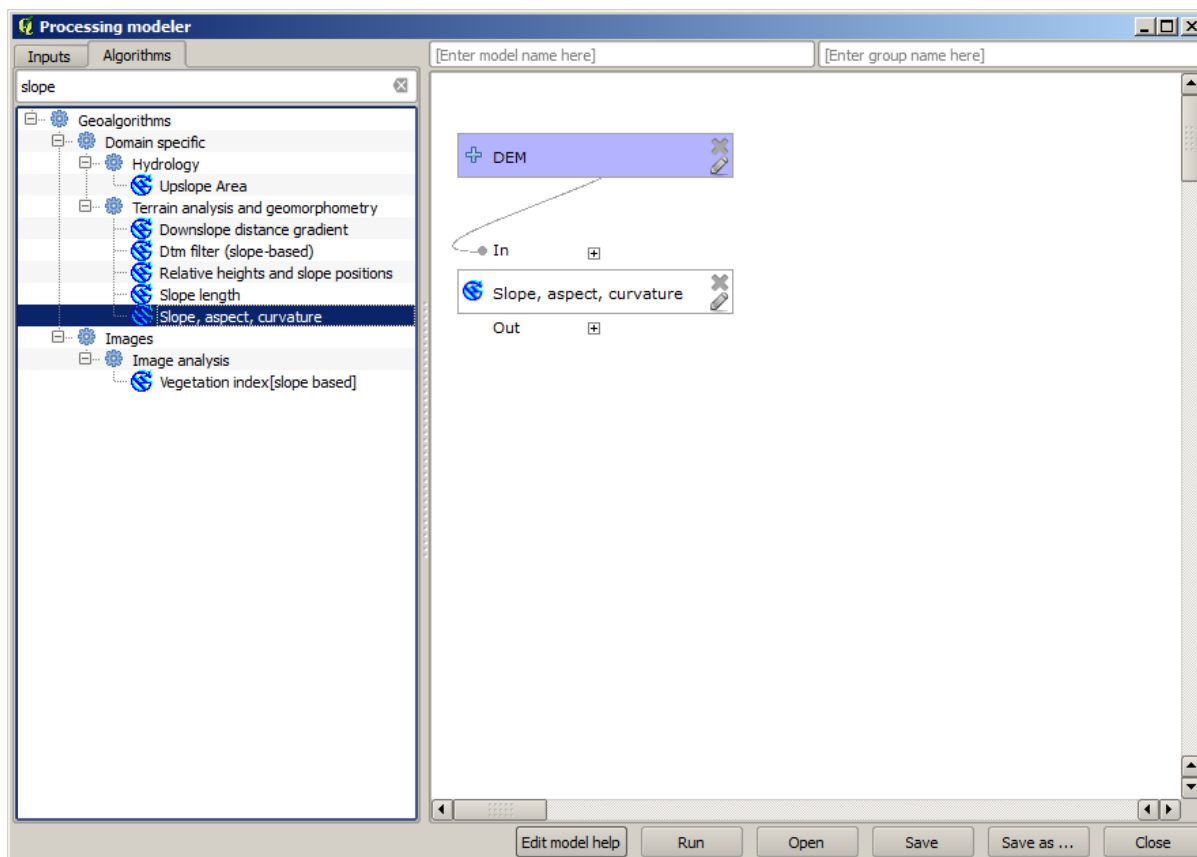 Processing modeler
Inputs
Algorithms
[Enter model name here]
[Enter group name here]
slope
Geoalgorithms
Domain specific
Hydrology
Upslope Area
Terrain analysis and geomorphometry
Downslope distance gradient
Dtm filter (slope-based)
Relative heights and slope positions
Slope length
Slope, aspect, curvature
Images
Image analysis
Vegetation index[slope based]
DEM
In
Slope, aspect, curvature
Out
Edit model help
Run
Open
Save
Save as ...
Close